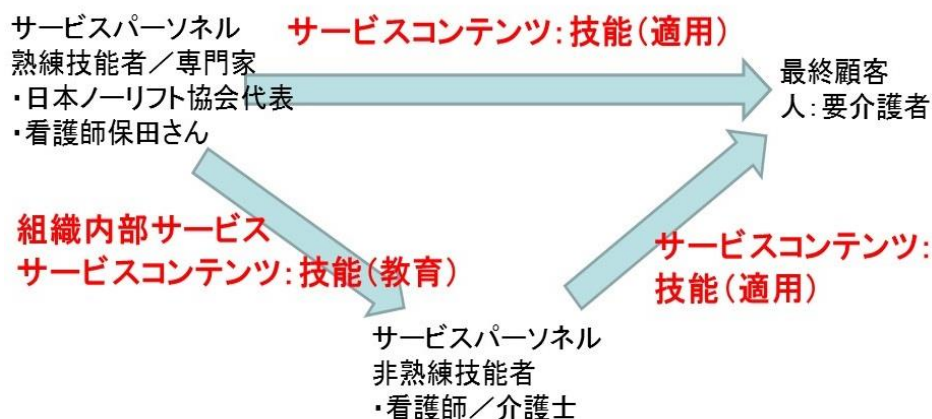 サービスパーソネル
熟練技能者／専門家
・日本ノーリフト協会代表
・看護師保田さん
サービスコンテンツ：技能（適用）
最終顧客
人：要介護者
組織内部サービス
サービスコンテンツ：技能（教育）
サービスコンテンツ：
技能（適用）
サービスパーソネル
非熟練技能者
・看護師／介護士